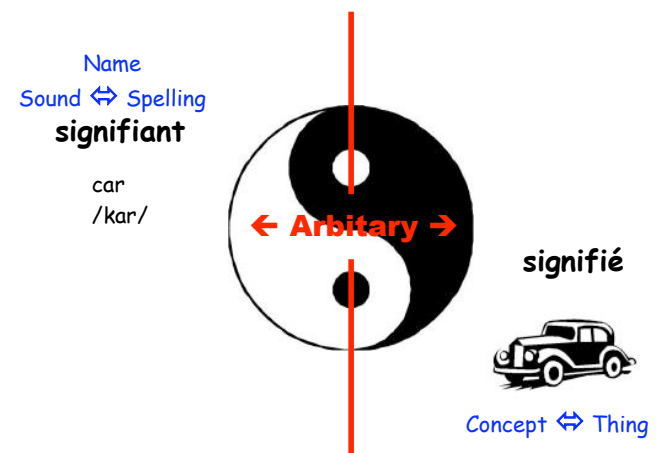 Name
Sound ⇔ Spelling
signifiant
car
/kar/
← Arbitary →
signifié
Concept ⇔ Thing